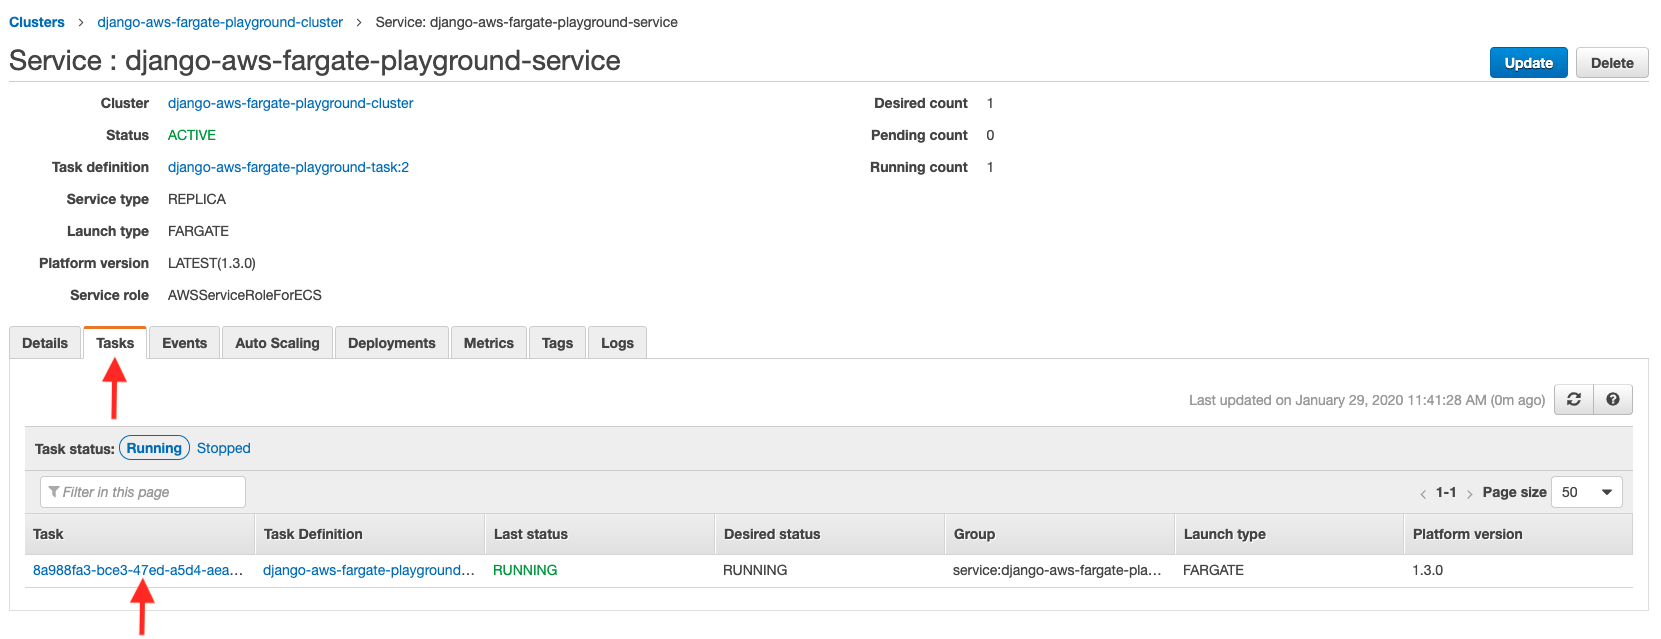 Clusters > django-aws-fargate-playground-cluster > Service: django-aws-fargate-playground-service
Service : django-aws-fargate-playground-service
Update Delete
Cluster django-aws-fargate-playground-cluster Desired count 1
Status ACTIVE Pending count 0
Task definition django-aws-fargate-playground-task:2 Running count 1
Service type REPLICA
Launch type FARGATE
Platform version LATEST(1.3.0)
Service role AWSServiceRoleForECS
Details Tasks Events Auto Scaling Deployments Metrics Tags Logs
Last updated on January 29, 2020 11:41:28 AM (0m ago)
Task status: Running Stopped
Filter in this page < 1-1 > Page size 50
Task Task Definition Last status Desired status Group Launch type Platform version
8a988fa3-bce3-47ed-a5d4-aea... django-aws-fargate-playground... RUNNING RUNNING service:django-aws-fargate-pla... FARGATE 1.3.0